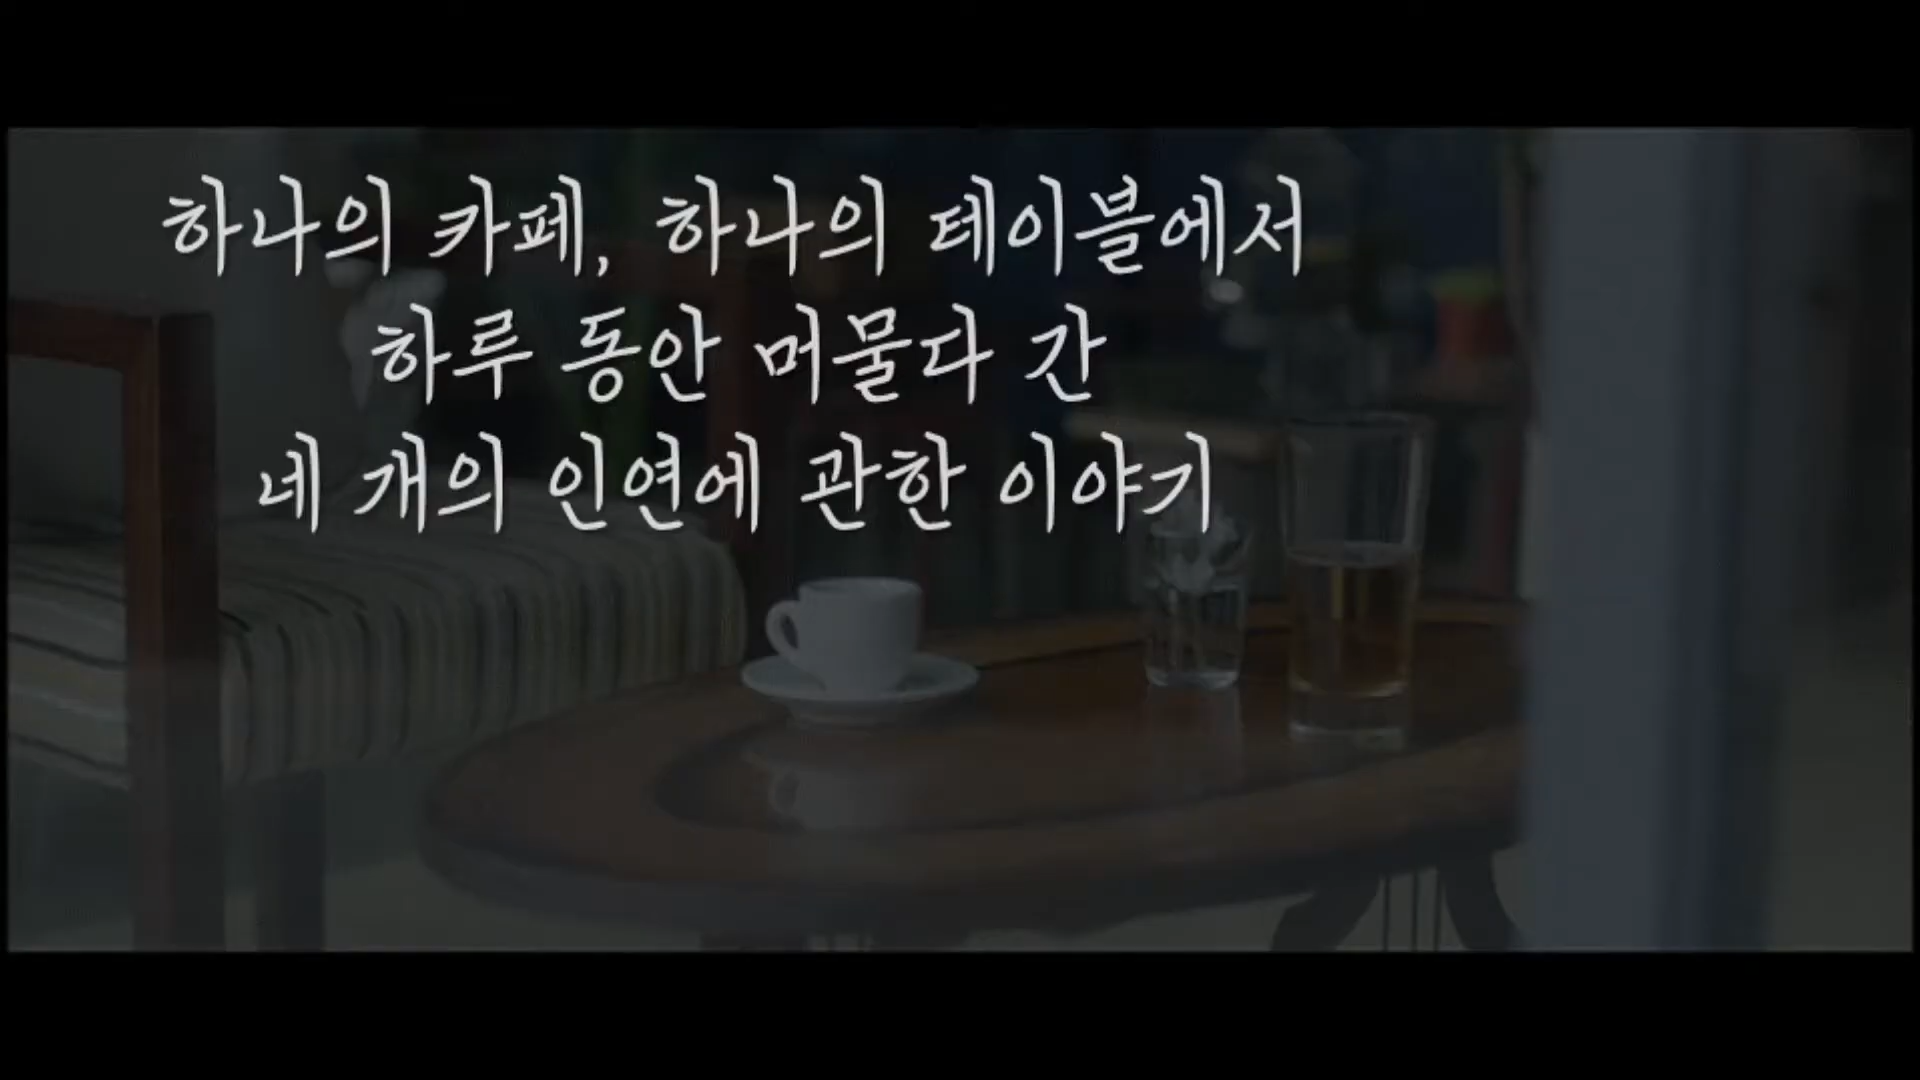 하나의 카페, 하나의 테이블에서
하루 동안 머물다 간
네 개의 인연에 관한 이야기